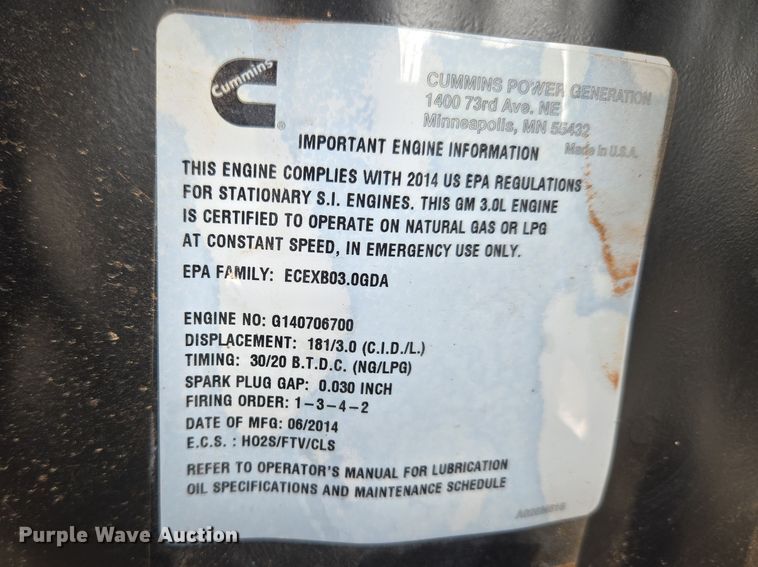 Cummins
®
CUMMINS POWER GENERATION
1400 73rd Ave. NE
Minneapolis, MN 55432
Made in U.S.A.
IMPORTANT ENGINE INFORMATION
THIS ENGINE COMPLIES WITH 2014 US EPA REGULATIONS
FOR STATIONARY S.I. ENGINES. THIS GM 3.0L ENGINE
IS CERTIFIED TO OPERATE ON NATURAL GAS OR LPG
AT CONSTANT SPEED, IN EMERGENCY USE ONLY.
EPA FAMILY: ECEXB03.0GDA
ENGINE NO: G140706700
DISPLACEMENT: 181/3.0 (C.I.D./L.)
TIMING: 30/20 B.T.D.C. (NG/LPG)
SPARK PLUG GAP: 0.030 INCH
FIRING ORDER: 1-3-4-2
DATE OF MFG: 06/2014
E.C.S. : HO2S/FTV/CLS
REFER TO OPERATOR'S MANUAL FOR LUBRICATION
OIL SPECIFICATIONS AND MAINTENANCE SCHEDULE
Purple Wave Auction